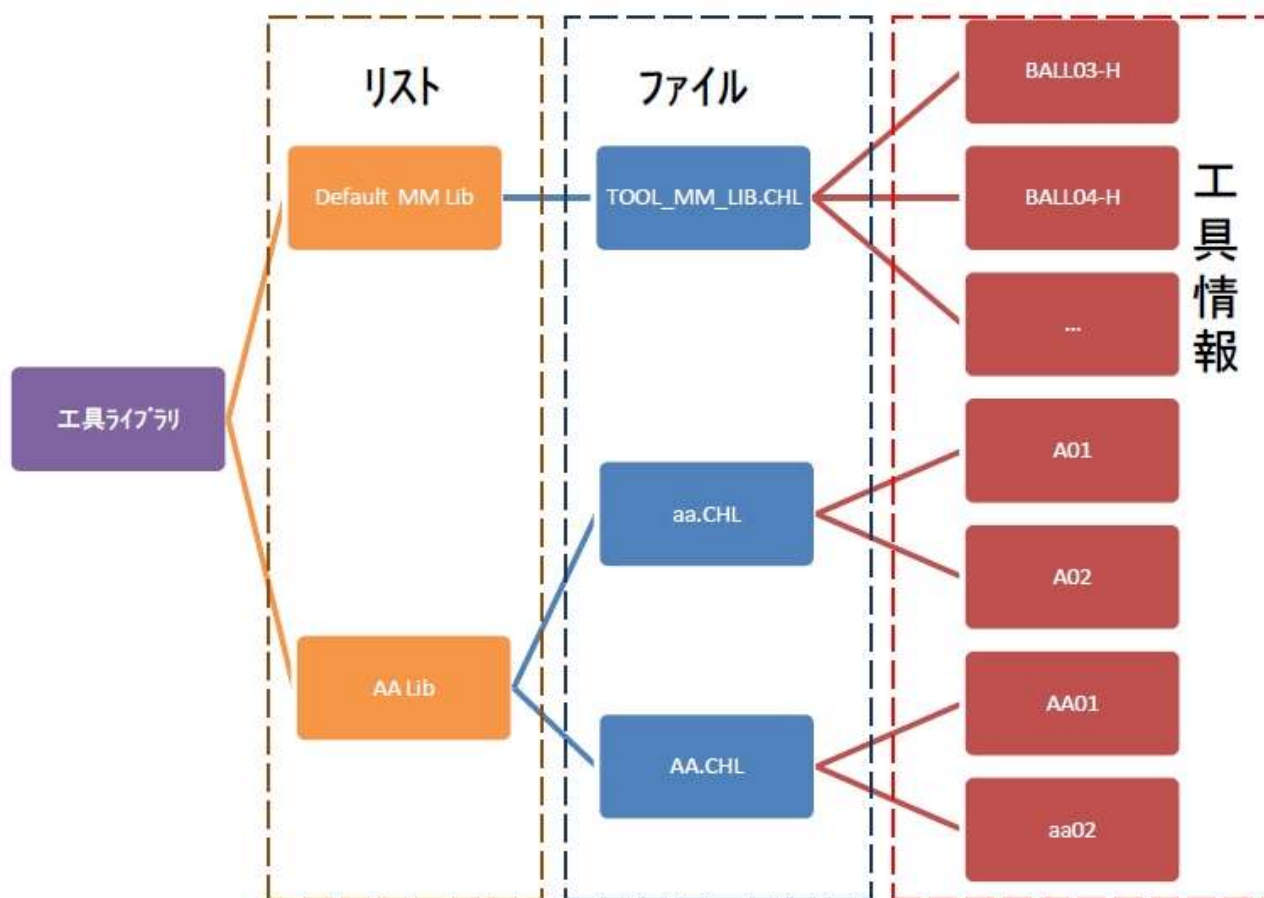 リスト
ファイル
工具情報
工具ライブラリ
Default MM Lib
AA Lib
TOOL_MM_LIB.CHL
aa.CHL
AA.CHL
BALL03-H
BALL04-H
...
A01
A02
AA01
aa02